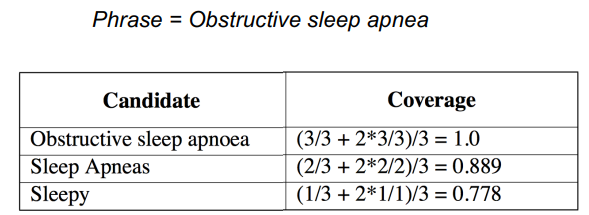 Phrase = Obstructive sleep apnea
Candidate Coverage
Obstructive sleep apnoea (3/3 + 2*3/3)/3 = 1.0
Sleep Apneas (2/3 + 2*2/2)/3 = 0.889
Sleepy (1/3 + 2*1/1)/3 = 0.778